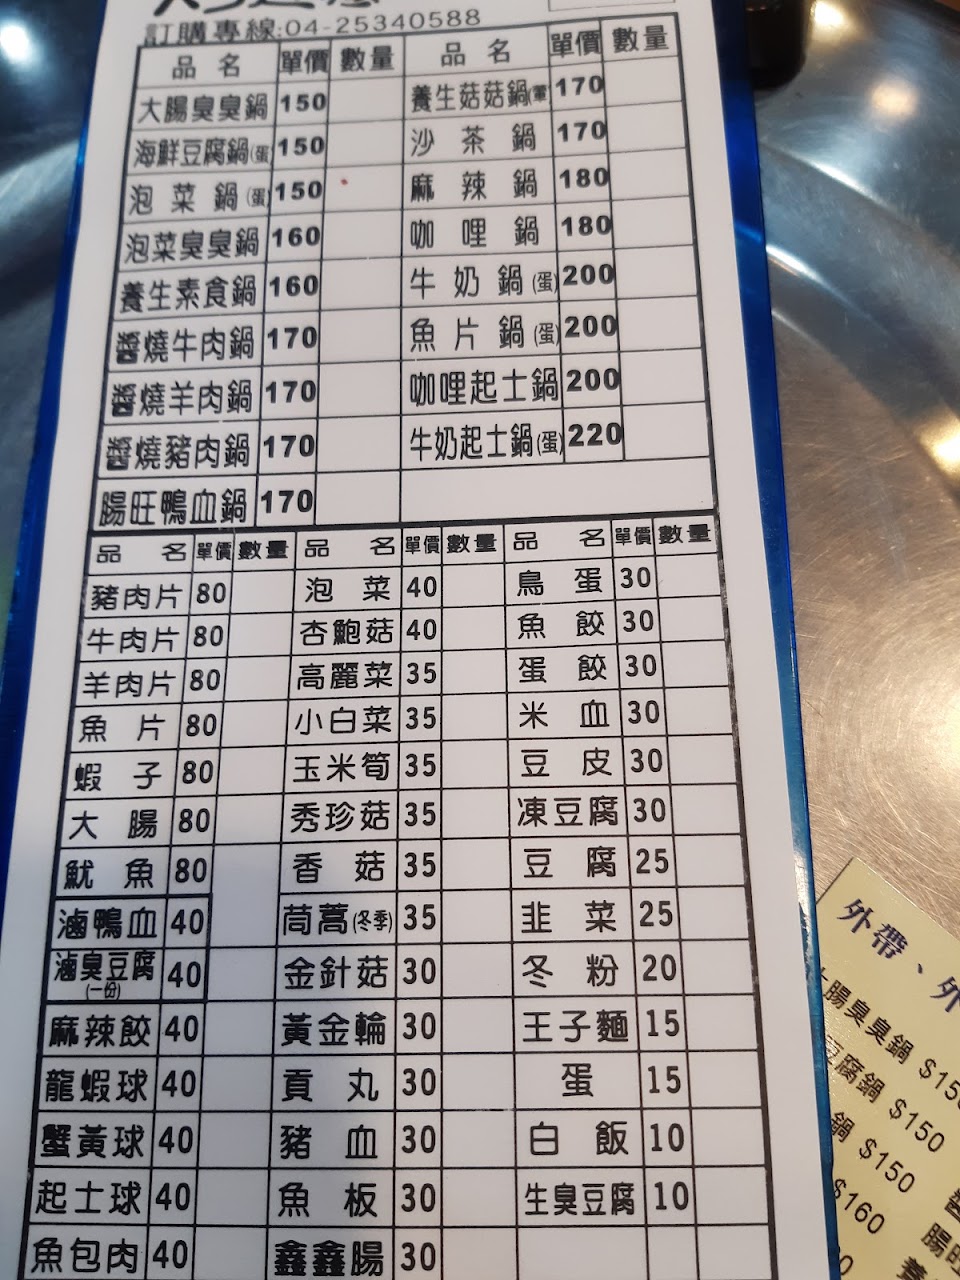 訂購專線:04-25340588
品名 單價 數量 品名 單價 數量
大腸臭臭鍋 150 養生菇菇鍋(葷) 170
海鮮豆腐鍋(蛋) 150 沙茶鍋 170
泡菜鍋(蛋) 150 麻辣鍋 180
泡菜臭臭鍋 160 咖哩鍋 180
養生素食鍋 160 牛奶鍋(蛋) 200
醬燒牛肉鍋 170 魚片鍋(蛋) 200
醬燒羊肉鍋 170 咖哩起士鍋 200
醬燒豬肉鍋 170 牛奶起士鍋(蛋) 220
腸旺鴨血鍋 170
品名 單價 數量 品名 單價 數量 品名 單價 數量
豬肉片 80 泡菜 40 鳥蛋 30
牛肉片 80 杏鮑菇 40 魚餃 30
羊肉片 80 高麗菜 35 蛋餃 30
魚片 80 小白菜 35 米血 30
蝦子 80 玉米筍 35 豆皮 30
大腸 80 秀珍菇 35 凍豆腐 30
魷魚 80 香菇 35 豆腐 25
滷鴨血 40 茼蒿(冬季) 35 韭菜 25
滷臭豆腐(一份) 40 金針菇 30 冬粉 20
麻辣餃 40 黃金輪 30 王子麵 15
龍蝦球 40 貢丸 30 蛋 15
蟹黃球 40 豬血 30 白飯 10
起士球 40 魚板 30 生臭豆腐 10
魚包肉 40 鑫鑫腸 30
外帶、外
腸臭臭鍋 $150
豆腐鍋 $150
鍋 $150
$160
腸旺